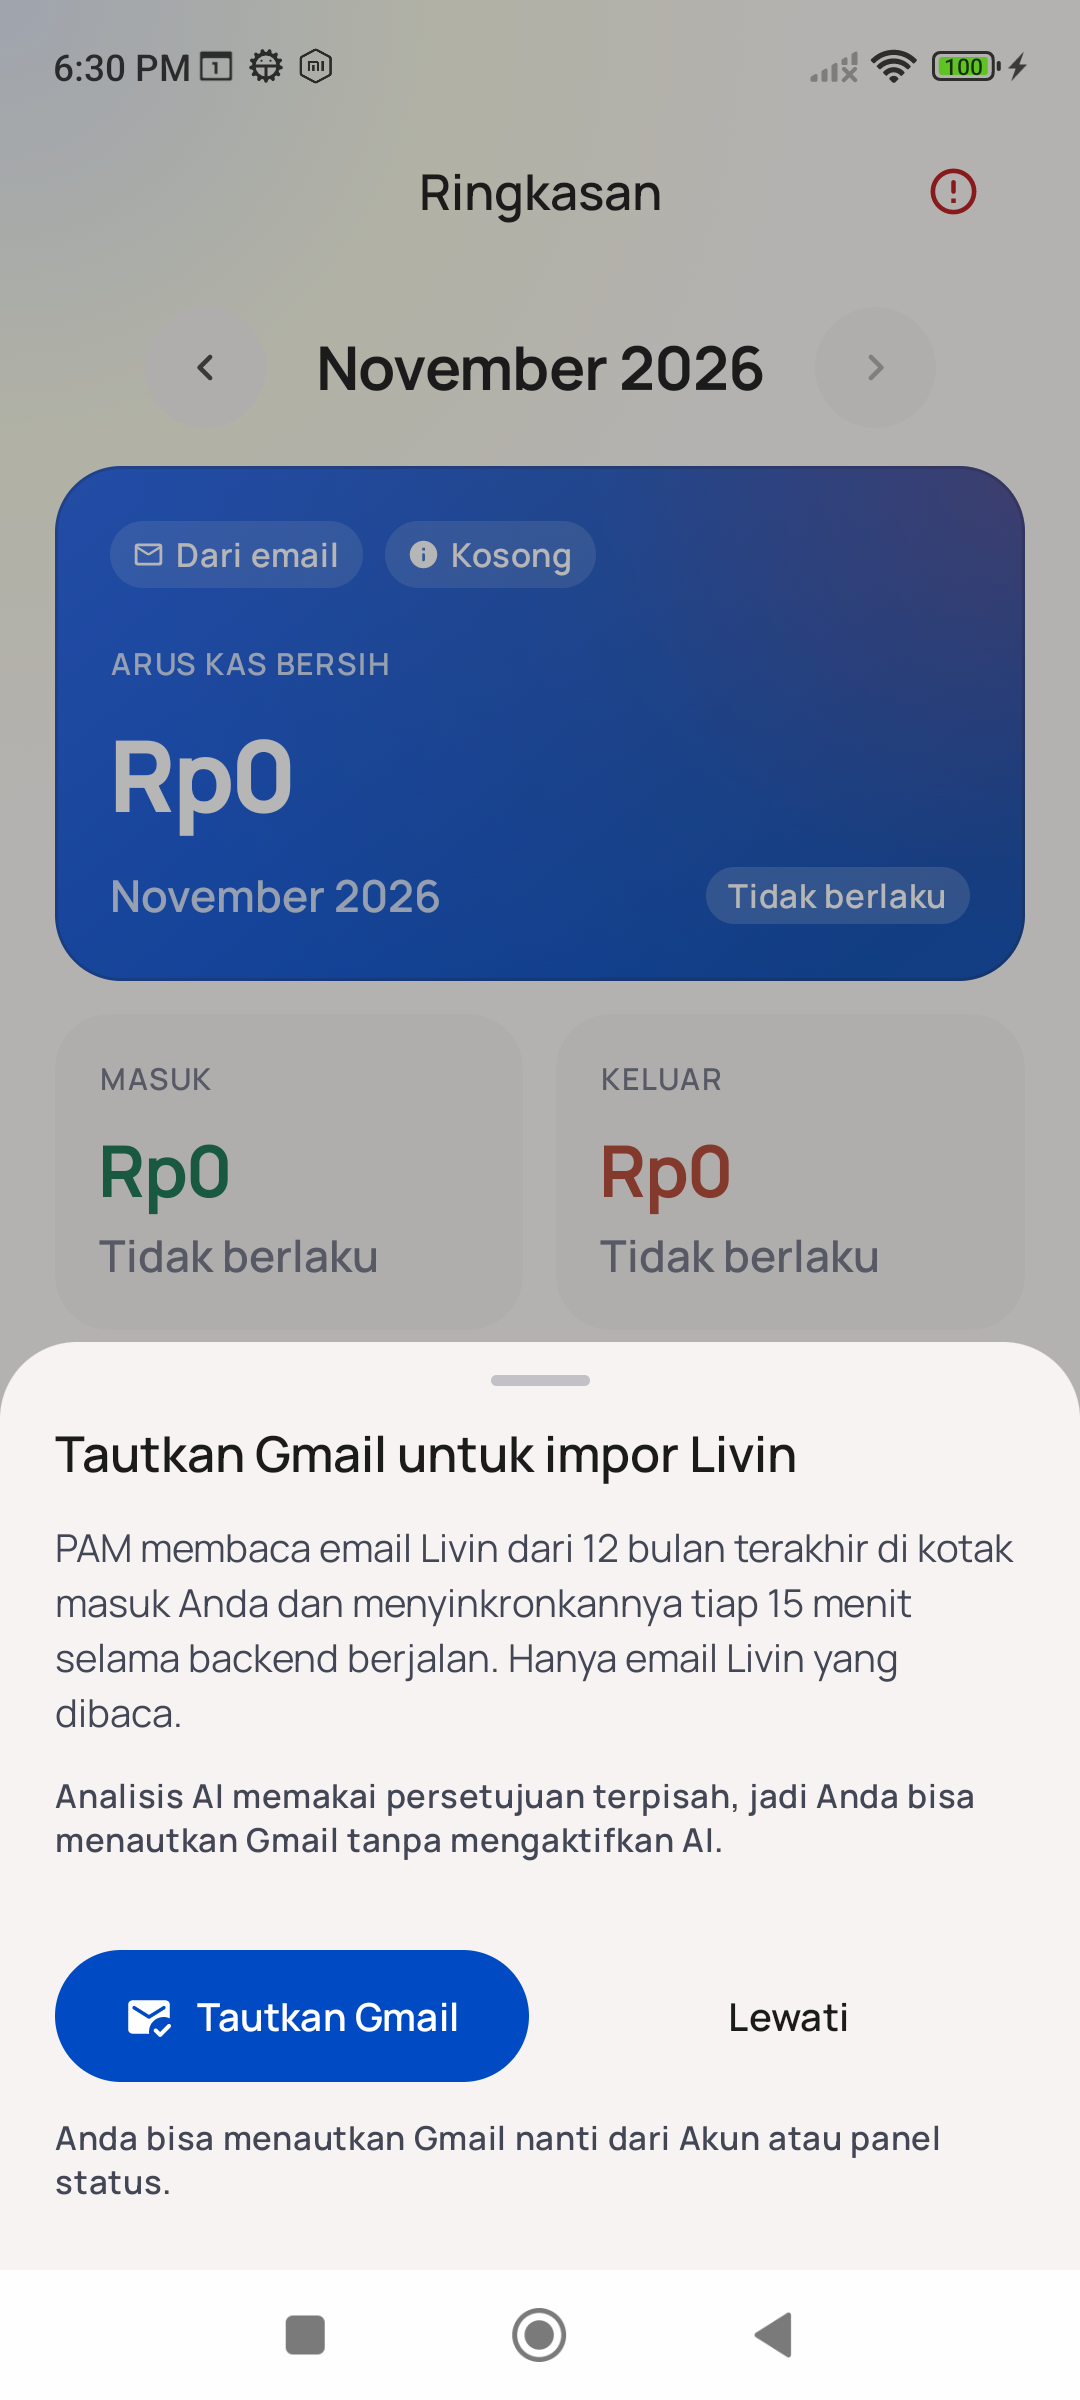 6:30 PM
100
Ringkasan
November 2026
Dari email
Kosong
ARUS KAS BERSIH
Rp0
November 2026
Tidak berlaku
MASUK
Rp0
Tidak berlaku
KELUAR
Rp0
Tidak berlaku
Tautkan Gmail untuk impor Livin
PAM membaca email Livin dari 12 bulan terakhir di kotak
masuk Anda dan menyinkronkannya tiap 15 menit
selama backend berjalan. Hanya email Livin yang
dibaca.
Analisis AI memakai persetujuan terpisah, jadi Anda bisa
menautkan Gmail tanpa mengaktifkan AI.
Tautkan Gmail
Lewati
Anda bisa menautkan Gmail nanti dari Akun atau panel
status.